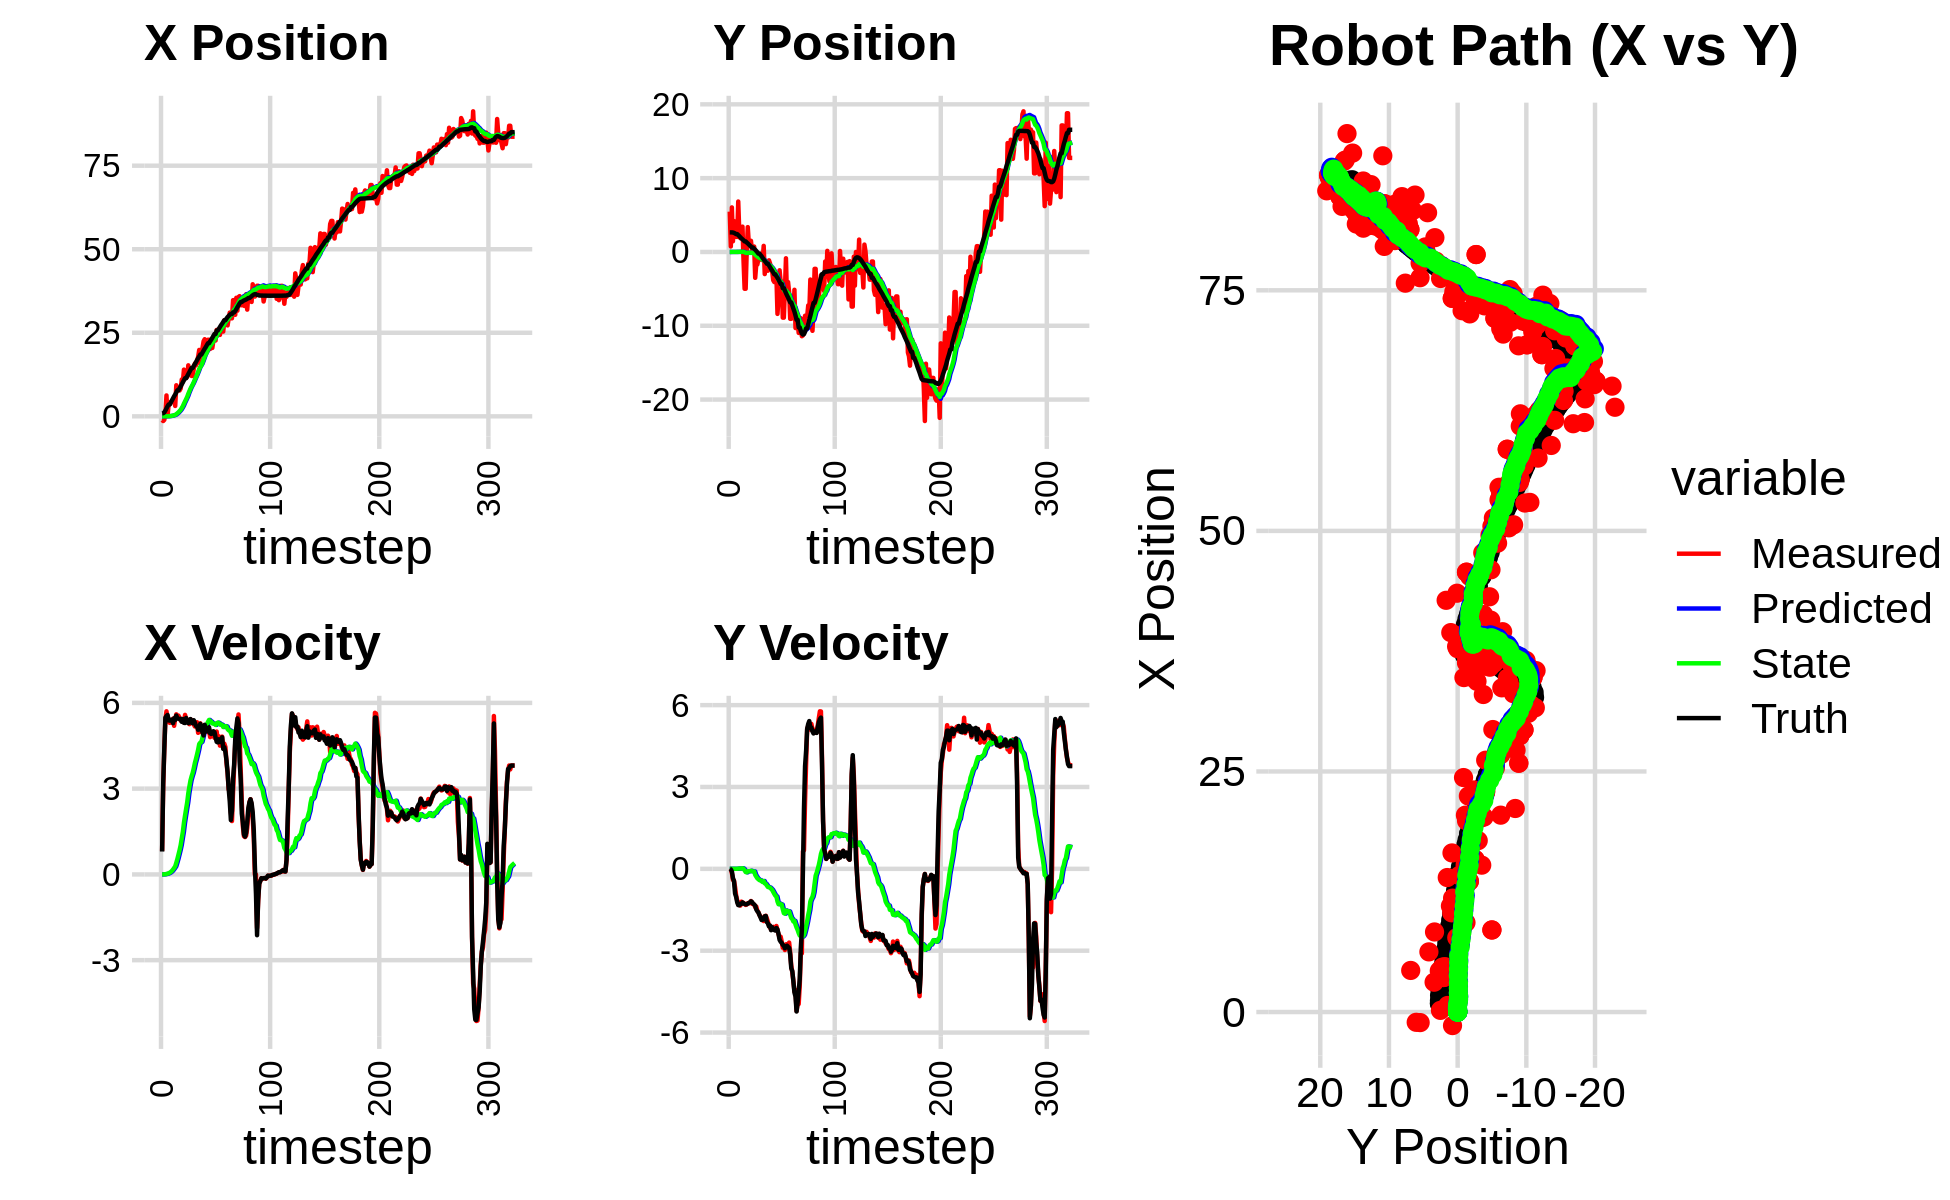 X Position
75
50
25
0
0
100
200
300
timestep
Y Position
20
10
0
-10
-20
0
100
200
300
timestep
X Velocity
6
3
0
-3
0
100
200
300
timestep
Y Velocity
6
3
0
-3
-6
0
100
200
300
timestep
Robot Path (X vs Y)
X Position
75
50
25
0
20 10 0 -10 -20
Y Position
variable
Measured
Predicted
State
Truth